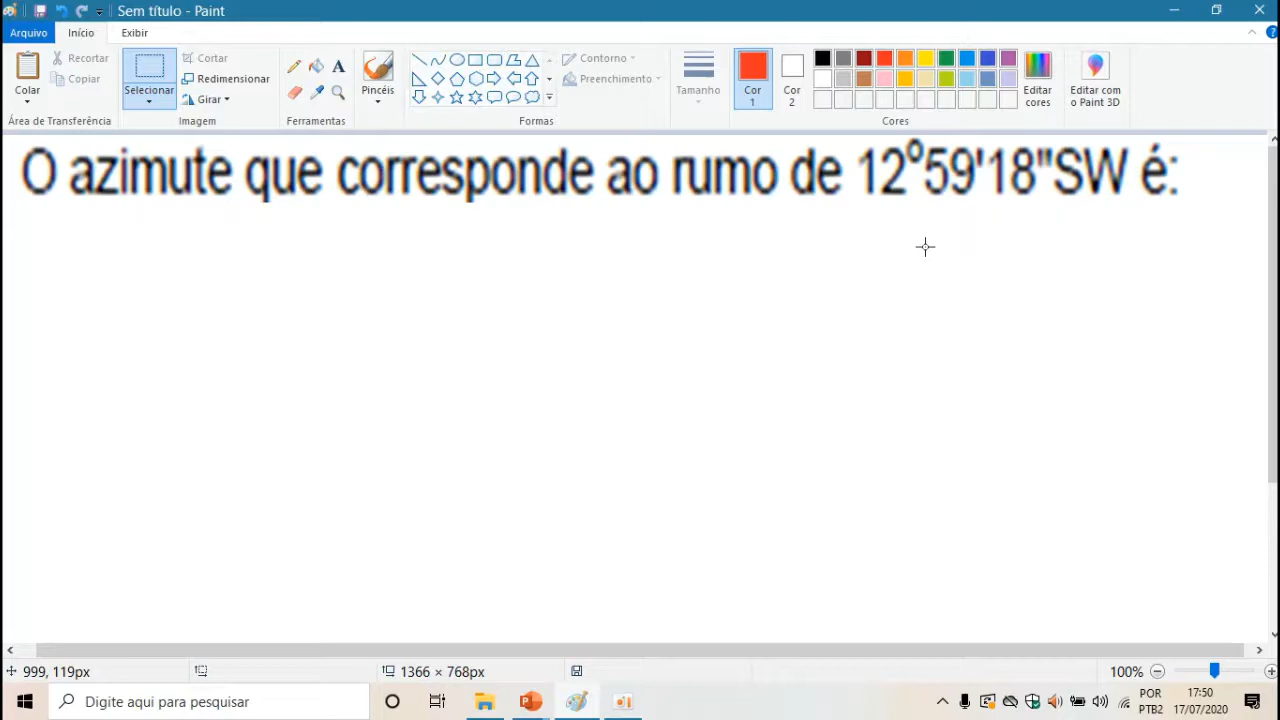 Sem título - Paint
Arquivo Início Exibir
Colar
Recortar
Copiar
Área de Transferência
Selecionar
Cortar
Redimensionar
Girar
Imagem
A
Ferramentas
Pincéis
Contorno
Preenchimento
Formas
Tamanho
Cor 1
Cor 2
Editar cores
Cores
Editar com o Paint 3D
O azimute que corresponde ao rumo de 12º59'18"SW é:
999, 119px
1366 × 768px
100%
Digite aqui para pesquisar
POR
PTB2
17:50
17/07/2020